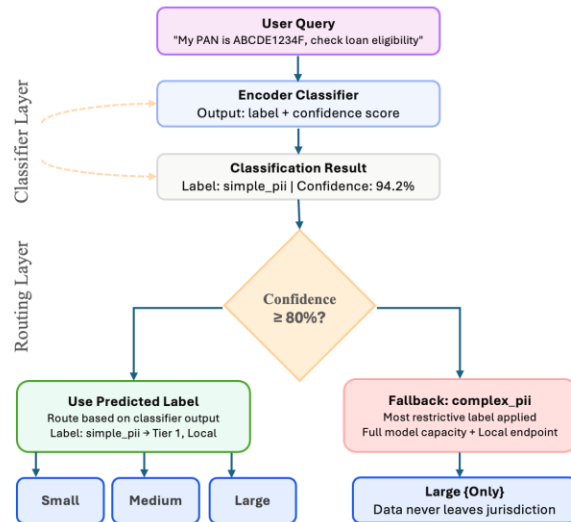 User Query
"My PAN is ABCDE1234F, check loan eligibility"
Classifier Layer
Encoder Classifier
Output: label + confidence score
Classification Result
Label: simple_pii | Confidence: 94.2%
Routing Layer
Confidence
≥ 80%?
Use Predicted Label
Route based on classifier output
Label: simple_pii → Tier 1, Local
Fallback: complex_pii
Most restrictive label applied
Full model capacity + Local endpoint
Small
Medium
Large
Large {Only}
Data never leaves jurisdiction